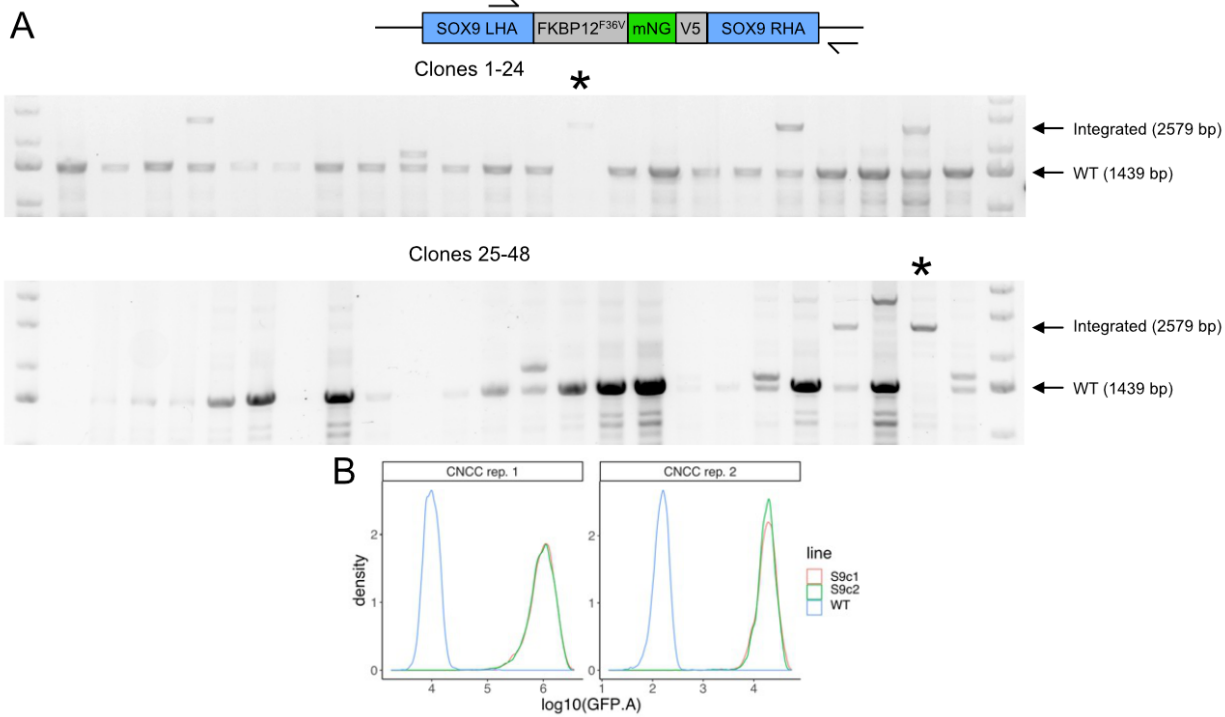 A
SOX9 LHA FKBP12F36V mNG V5 SOX9 RHA
Clones 1-24
*
Integrated (2579 bp)
WT (1439 bp)
Clones 25-48
*
Integrated (2579 bp)
WT (1439 bp)
B
CNCC rep. 1 CNCC rep. 2
density
0 1 2
4 5 6
0 1 2
1 2 3 4
log10(GFP.A)
line
S9c1
S9c2
WT